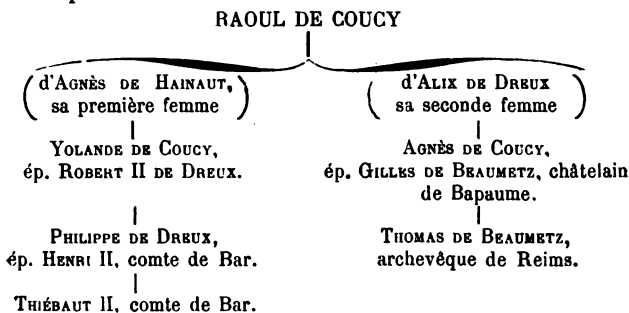 RAOUL DE COUCY
(d'AGNÈS DE HAINAUT,
sa première femme)
(d'ALIX DE DREUX
sa seconde femme)
YOLANDE DE COUCY,
ép. ROBERT II DE DREUX.
AGNÈS DE COUCY,
ép. GILLES DE BEAUMETZ, châtelain
de Bapaume.
PHILIPPE DE DREUX,
ép. HENRI II, comte de Bar.
THOMAS DE BEAUMETZ,
archevêque de Reims.
THIÉBAUT II, comte de Bar.